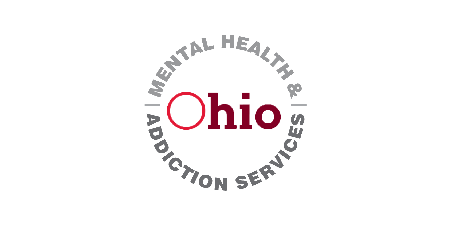 MENTAL HEALTH &
Ohio
ADDICTION SERVICES